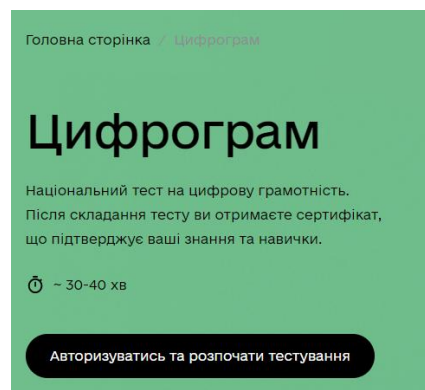 Головна сторінка / Цифрограм
Цифрограм
Національний тест на цифрову грамотність.
Після складання тесту ви отримаєте сертифікат,
що підтверджує ваші знання та навички.
~ 30-40 хв
Авторизуватись та розпочати тестування